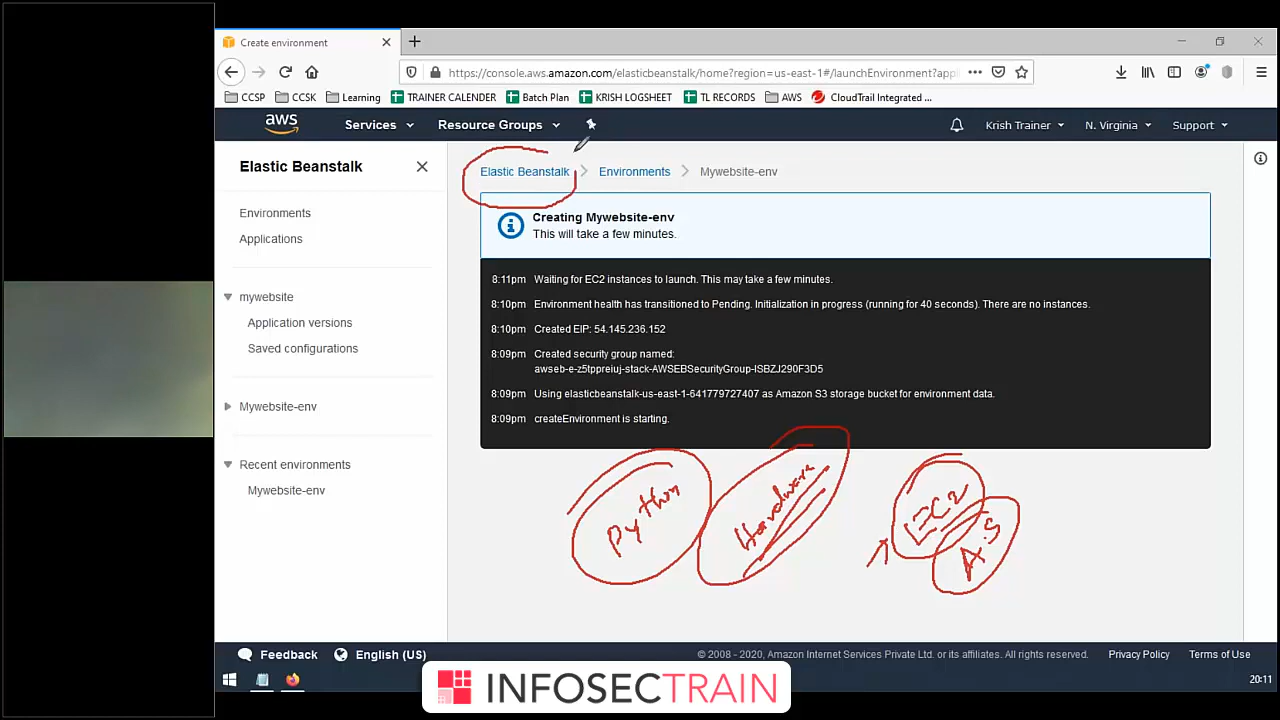 Create environment
https://console.aws.amazon.com/elasticbeanstalk/home?region=us-east-1#/launchEnvironment?appl
CCSP CCSK Learning TRAINER CALENDER Batch Plan KRISH LOGSHEET TL RECORDS AWS CloudTrail Integrated ...
aws Services Resource Groups Krish Trainer N. Virginia Support
Elastic Beanstalk
Environments
Applications
mywebsite
Application versions
Saved configurations
Mywebsite-env
Recent environments
Mywebsite-env
Elastic Beanstalk Environments Mywebsite-env
Creating Mywebsite-env
This will take a few minutes.
8:11pm Waiting for EC2 instances to launch. This may take a few minutes.
8:10pm Environment health has transitioned to Pending. Initialization in progress (running for 40 seconds). There are no instances.
8:10pm Created EIP: 54.145.236.152
8:09pm Created security group named:
awseb-e-z5tppreiuj-stack-AWSEBSecurityGroup-ISBZJ290F3D5
8:09pm Using elasticbeanstalk-us-east-1-641779727407 as Amazon S3 storage bucket for environment data.
8:09pm createEnvironment is starting.
Python Hardware EC2
A.S
Feedback English (US) © 2008 - 2020, Amazon Internet Services Private Ltd. or its affiliates. All rights reserved. Privacy Policy Terms of Use
20:11
INFOSECTRAIN